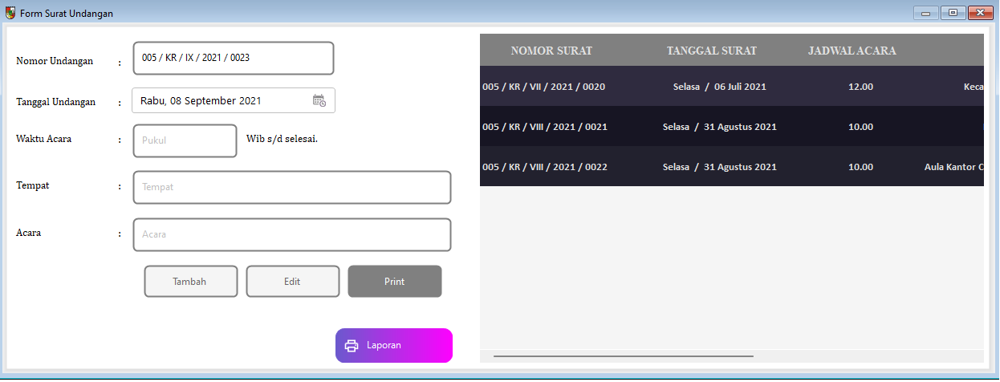 Form Surat Undangan
Nomor Undangan : 005 / KR / IX / 2021 / 0023
Tanggal Undangan : Rabu, 08 September 2021
Waktu Acara : Pukul Wib s/d selesai.
Tempat : Tempat
Acara : Acara
Tambah Edit Print
Laporan
NOMOR SURAT TANGGAL SURAT JADWAL ACARA
005 / KR / VII / 2021 / 0020 Selasa / 06 Juli 2021 12.00 Keca
005 / KR / VIII / 2021 / 0021 Selasa / 31 Agustus 2021 10.00
005 / KR / VIII / 2021 / 0022 Selasa / 31 Agustus 2021 10.00 Aula Kantor C